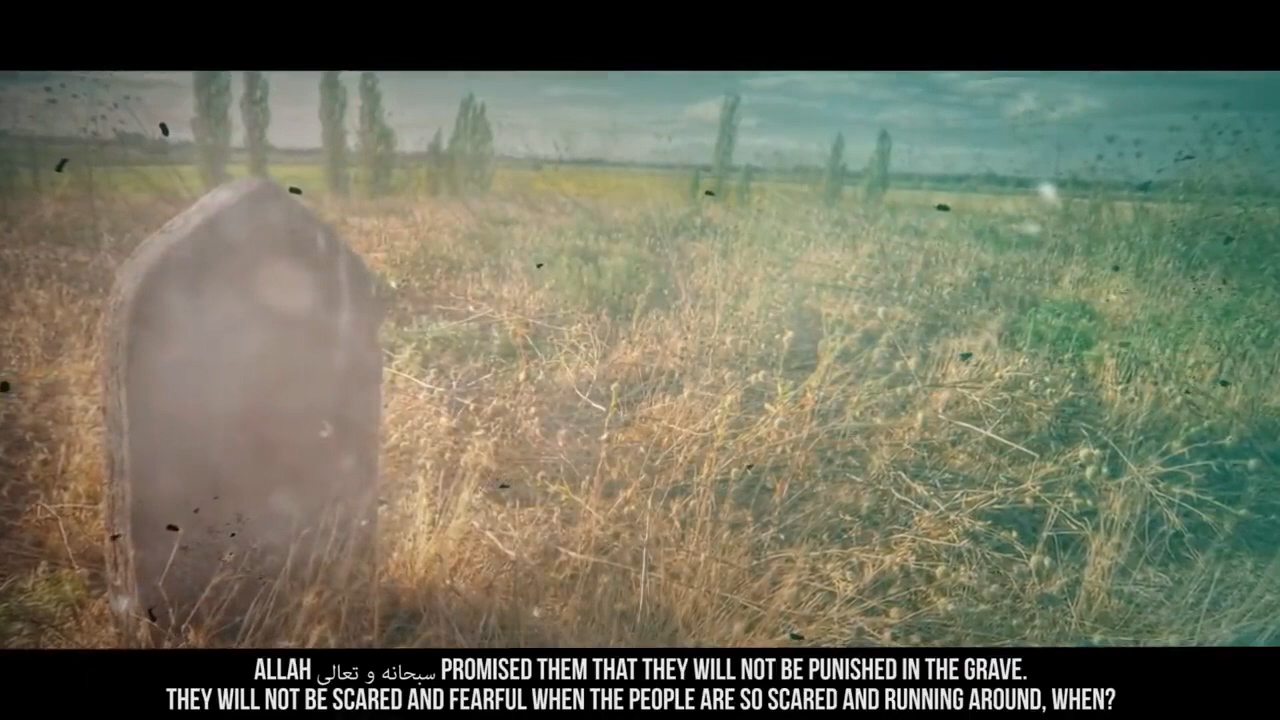 ALLAH سبحانه و تعالى PROMISED THEM THAT THEY WILL NOT BE PUNISHED IN THE GRAVE.
THEY WILL NOT BE SCARED AND FEARFUL WHEN THE PEOPLE ARE SO SCARED AND RUNNING AROUND, WHEN?